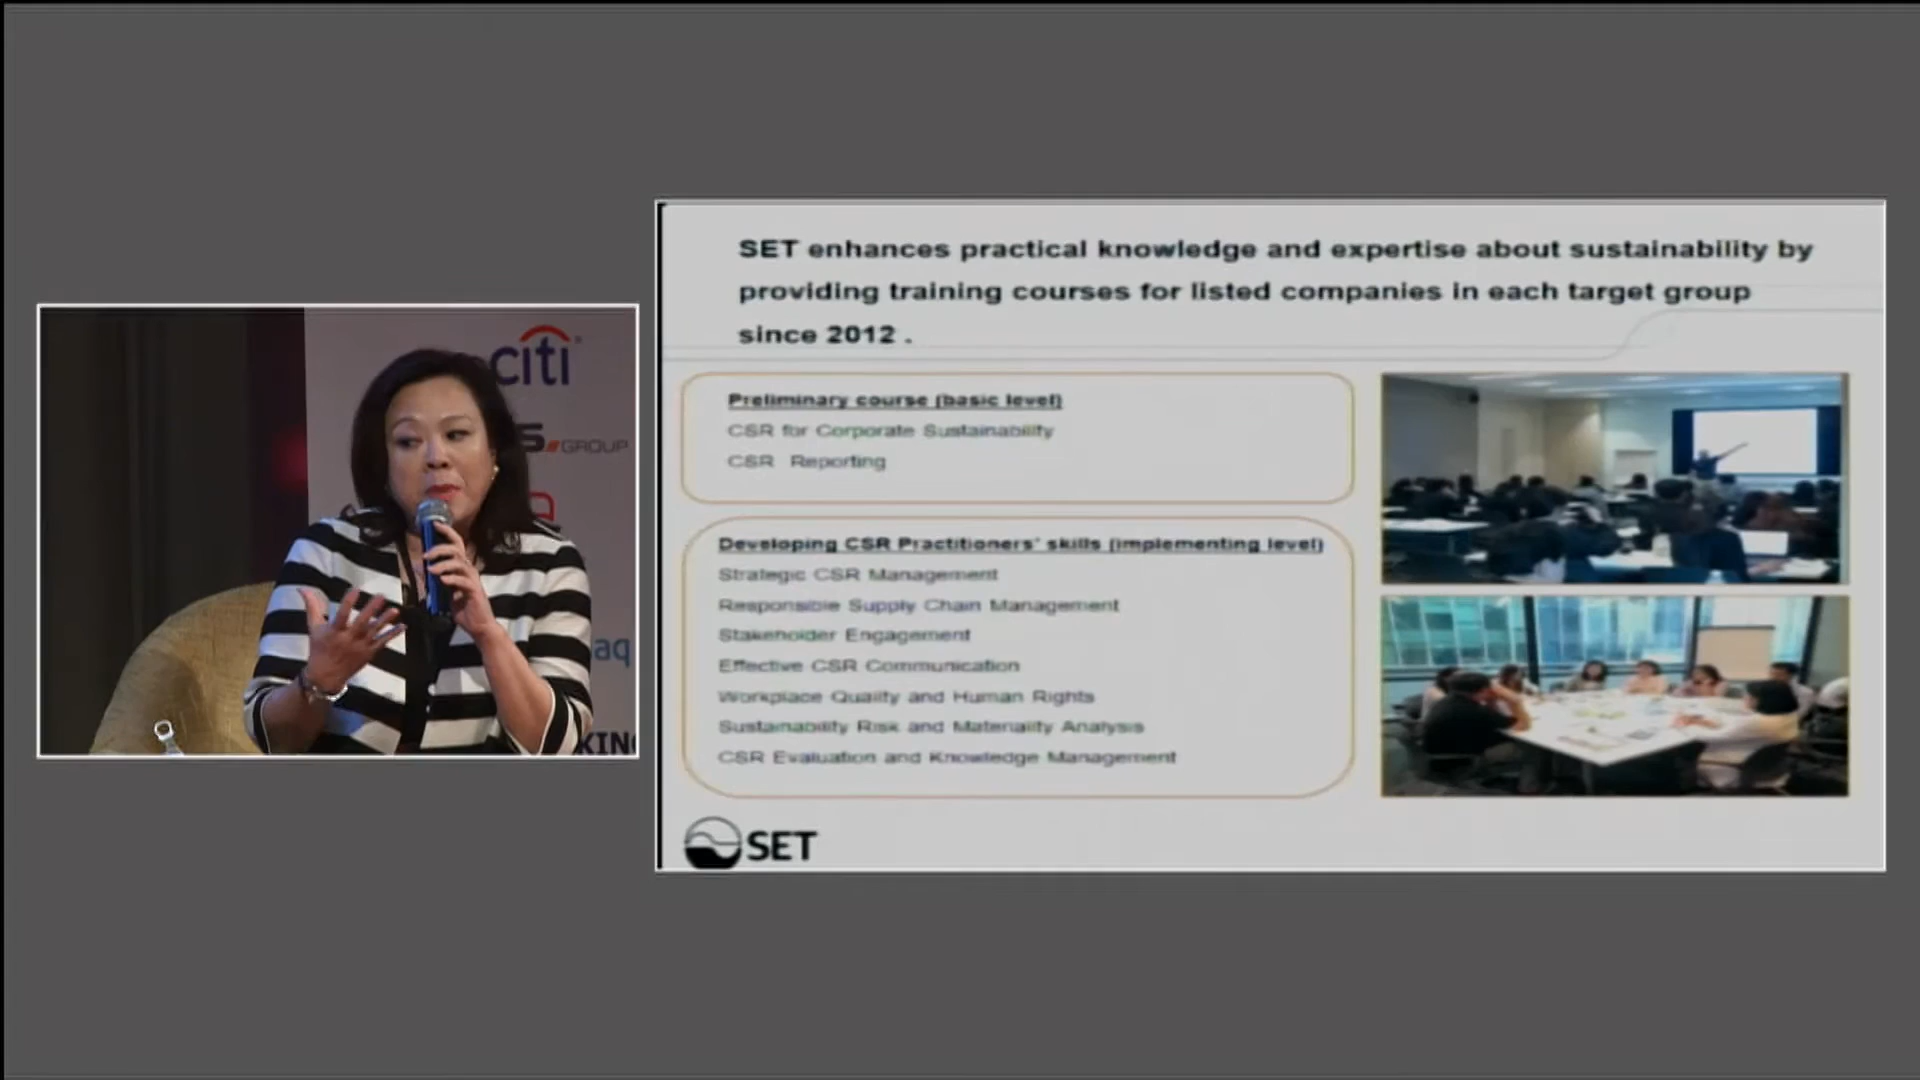 citi
S.GROUP
aq
KING
SET enhances practical knowledge and expertise about sustainability by
providing training courses for listed companies in each target group
since 2012 .
Preliminary course (basic level)
CSR for Corporate Sustainability
CSR Reporting
Developing CSR Practitioners' skills (implementing level)
Strategic CSR Management
Responsible Supply Chain Management
Stakeholder Engagement
Effective CSR Communication
Workplace Quality and Human Rights
Sustainability Risk and Materiality Analysis
CSR Evaluation and Knowledge Management
SET